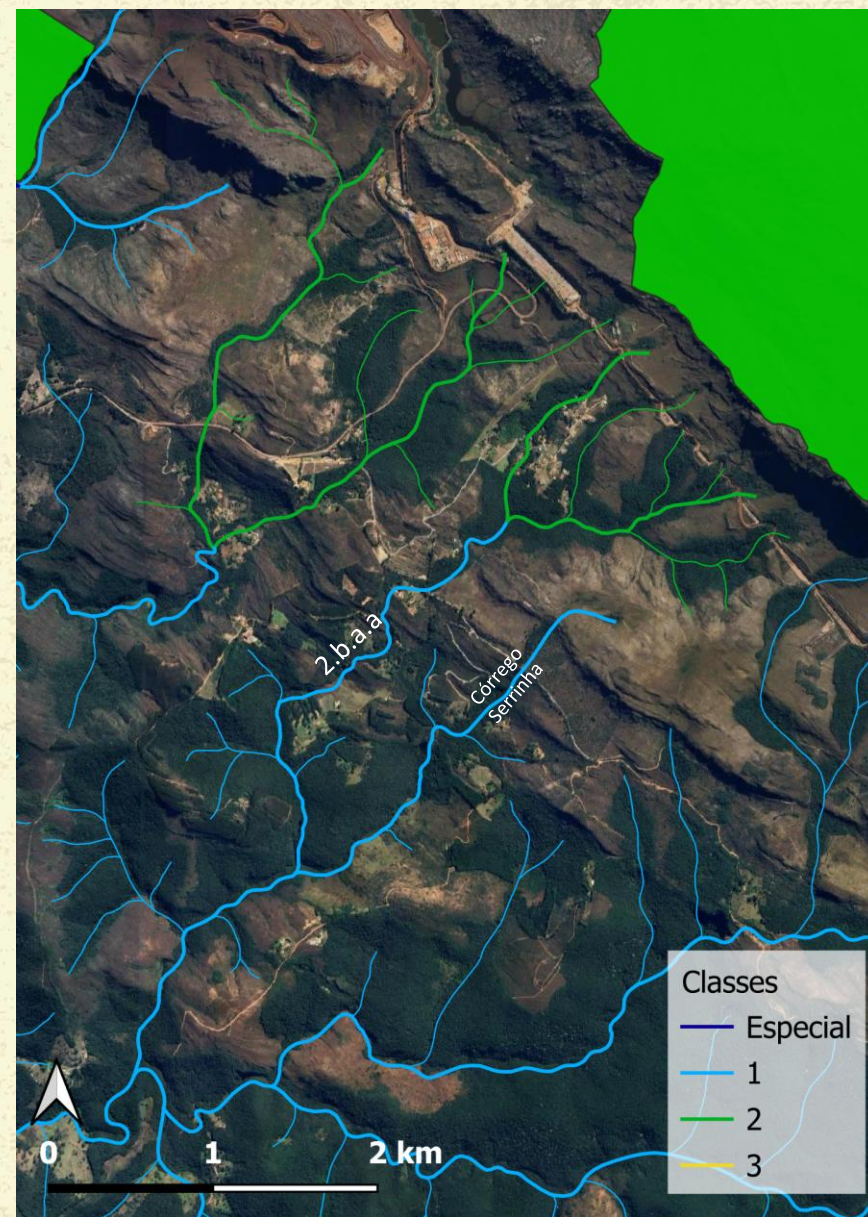 2.b.a.a
Córrego
Serrinha
Classes
Especial
1
2
3
0 1 2 km